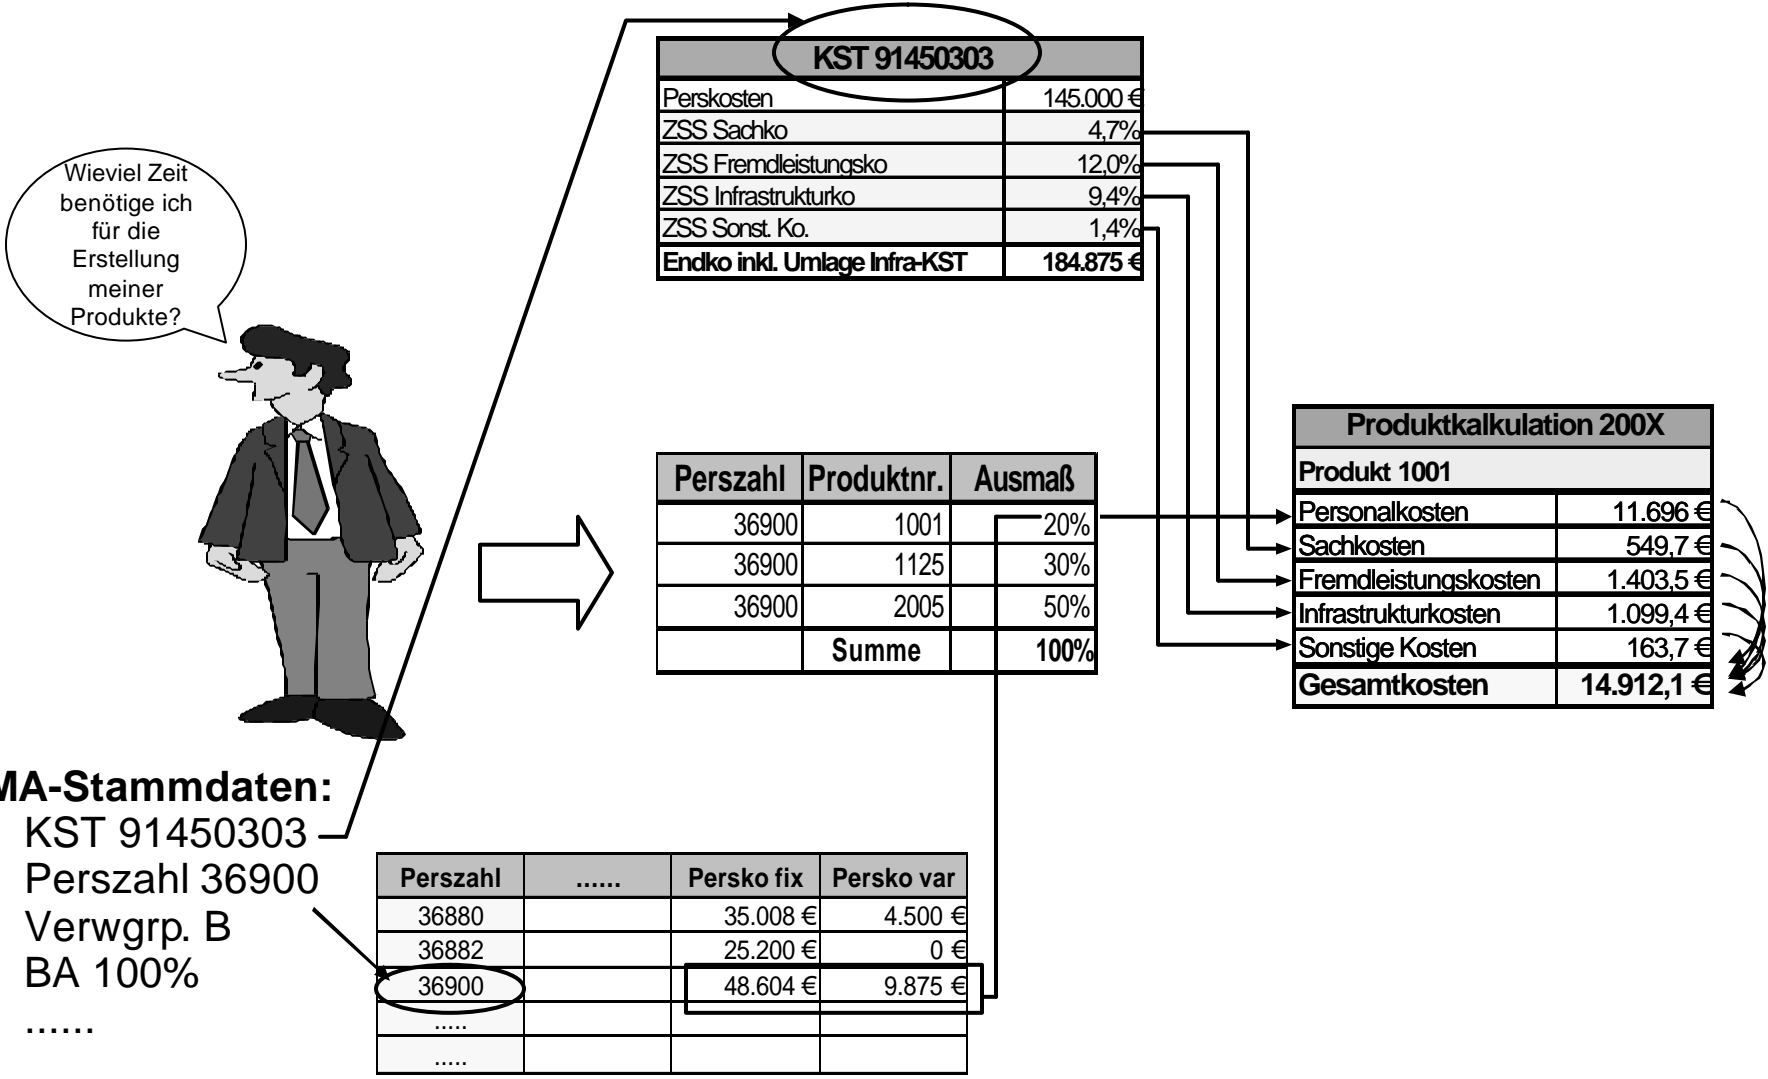 KST 91450303
Perskosten 145.000 €
ZSS Sachko 4,7%
ZSS Fremdleistungsko 12,0%
ZSS Infrastrukturko 9,4%
ZSS Sonst. Ko. 1,4%
Endko inkl. Umlage Infra-KST 184.875 €
Wieviel Zeit
benötige ich
für die
Erstellung
meiner
Produkte?
Perszahl Produktnr. Ausmaß
36900 1001 20%
36900 1125 30%
36900 2005 50%
Summe 100%
Produktkalkulation 200X
Produkt 1001
Personalkosten 11.696 €
Sachkosten 549,7 €
Fremdleistungskosten 1.403,5 €
Infrastrukturkosten 1.099,4 €
Sonstige Kosten 163,7 €
Gesamtkosten 14.912,1 €
MA-Stammdaten:
KST 91450303
Perszahl 36900
Verwgrp. B
BA 100%
......
Perszahl ...... Persko fix Persko var
36880 35.008 € 4.500 €
36882 25.200 € 0 €
36900 48.604 € 9.875 €
.....
.....